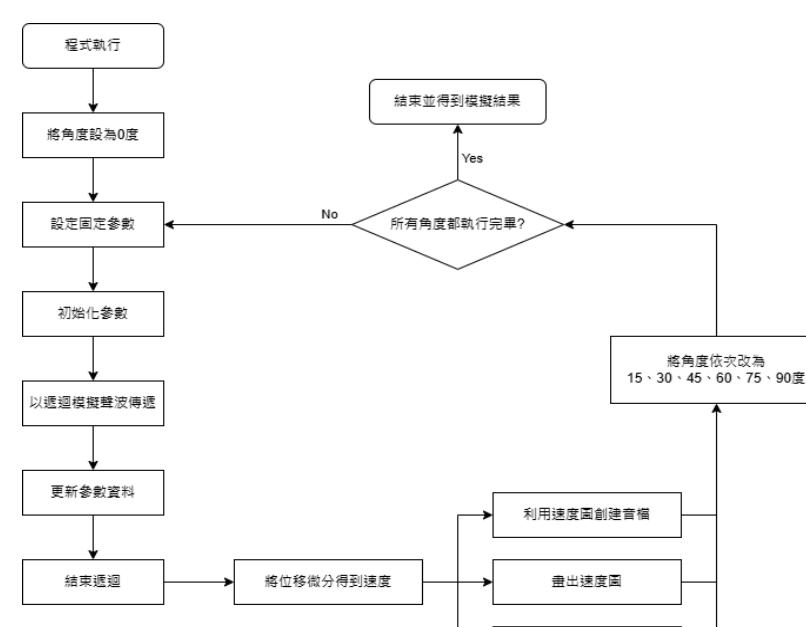 程式執行
將角度設為0度
設定固定參數
初始化參數
以遞迴模擬聲波傳遞
更新參數資料
結束遞迴
將位移微分得到速度
利用速度圖創建音檔
畫出速度圖
將角度依次改為
15、30、45、60、75、90度
所有角度都執行完畢?
No
Yes
結束並得到模擬結果